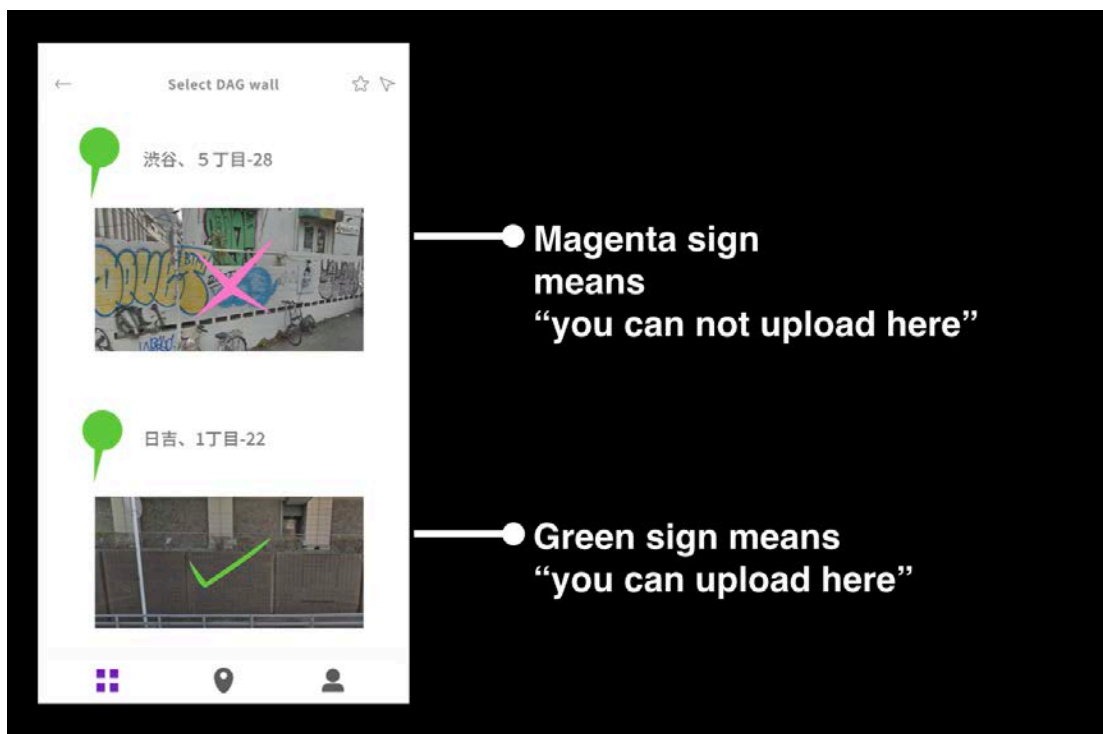 Select DAG wall
渋谷、５丁目-28
Magenta sign
means
“you can not upload here”
日吉、1丁目-22
Green sign means
“you can upload here”